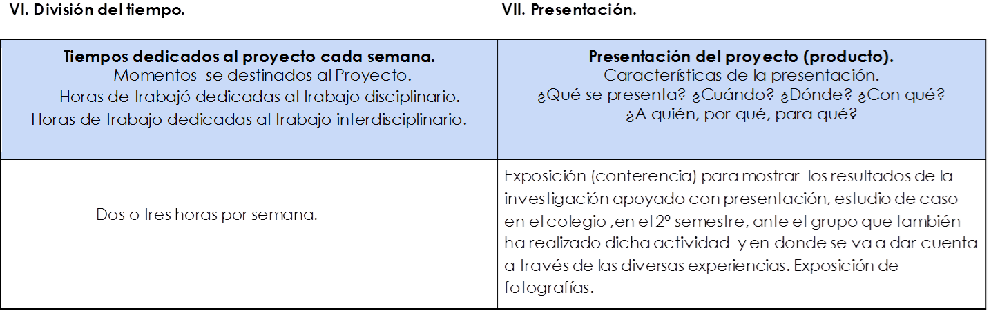 VI. División del tiempo.
VII. Presentación.
Tiempos dedicados al proyecto cada semana.
Momentos se destinados al Proyecto.
Horas de trabajó dedicadas al trabajo disciplinario.
Horas de trabajo dedicadas al trabajo interdisciplinario.
Presentación del proyecto (producto).
Características de la presentación.
¿Qué se presenta? ¿Cuándo? ¿Dónde? ¿Con qué?
¿A quién, por qué, para qué?
Dos o tres horas por semana.
Exposición (conferencia) para mostrar los resultados de la
investigación apoyado con presentación, estudio de caso
en el colegio ,en el 2º semestre, ante el grupo que también
ha realizado dicha actividad y en donde se va a dar cuenta
a través de las diversas experiencias. Exposición de
fotografías.